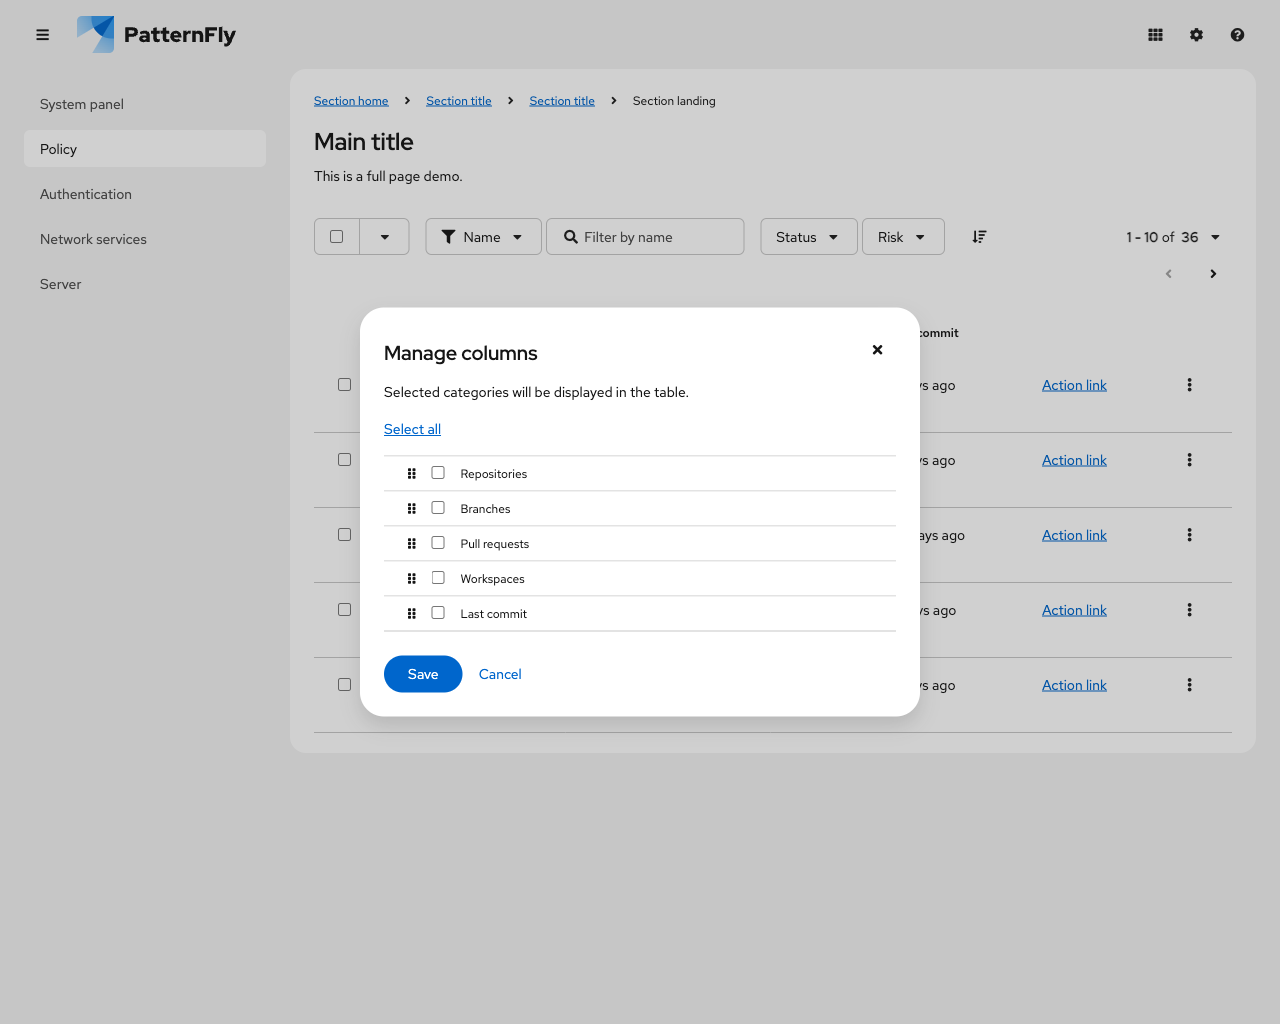 PatternFly
System panel
Policy
Authentication
Network services
Server
Section home Section title Section title Section landing
Main title
This is a full page demo.
Name Filter by name Status Risk 1 - 10 of 36
commit
ago Action link
ago Action link
ago Action link
ago Action link
ago Action link
Manage columns
Selected categories will be displayed in the table.
Select all
Repositories
Branches
Pull requests
Workspaces
Last commit
Save Cancel